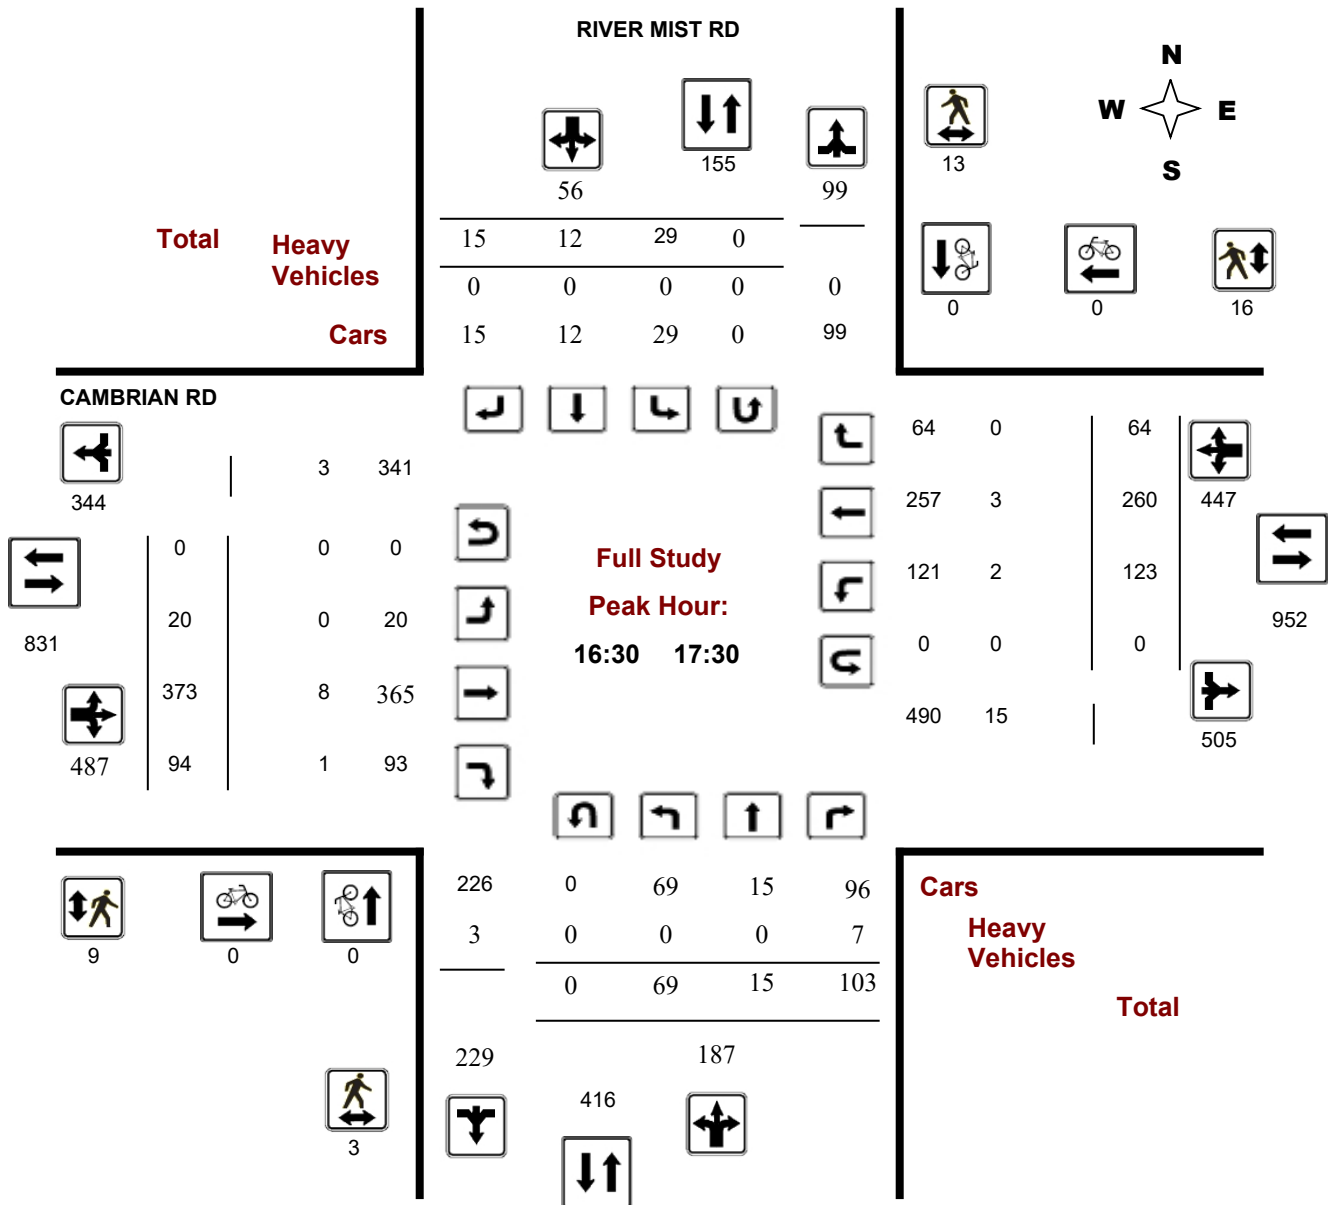 RIVER MIST RD
N
W E
S
155
13
56 99
Total Heavy Vehicles
15 12 29 0
0 0 0 0 0
0 0 16
Cars 15 12 29 0 99
CAMBRIAN RD
64 0 64
3 341
344
257 3 260 447
0 0 0
Full Study
121 2 123
Peak Hour:
20 0 20
952
831
16:30 17:30
0 0 0
373 8 365
490 15
505
487 94 1 93
226 0 69 15 96
Cars
3 0 0 0 7
Heavy
Vehicles
9 0 0
0 69 15 103
Total
229 187
416
3